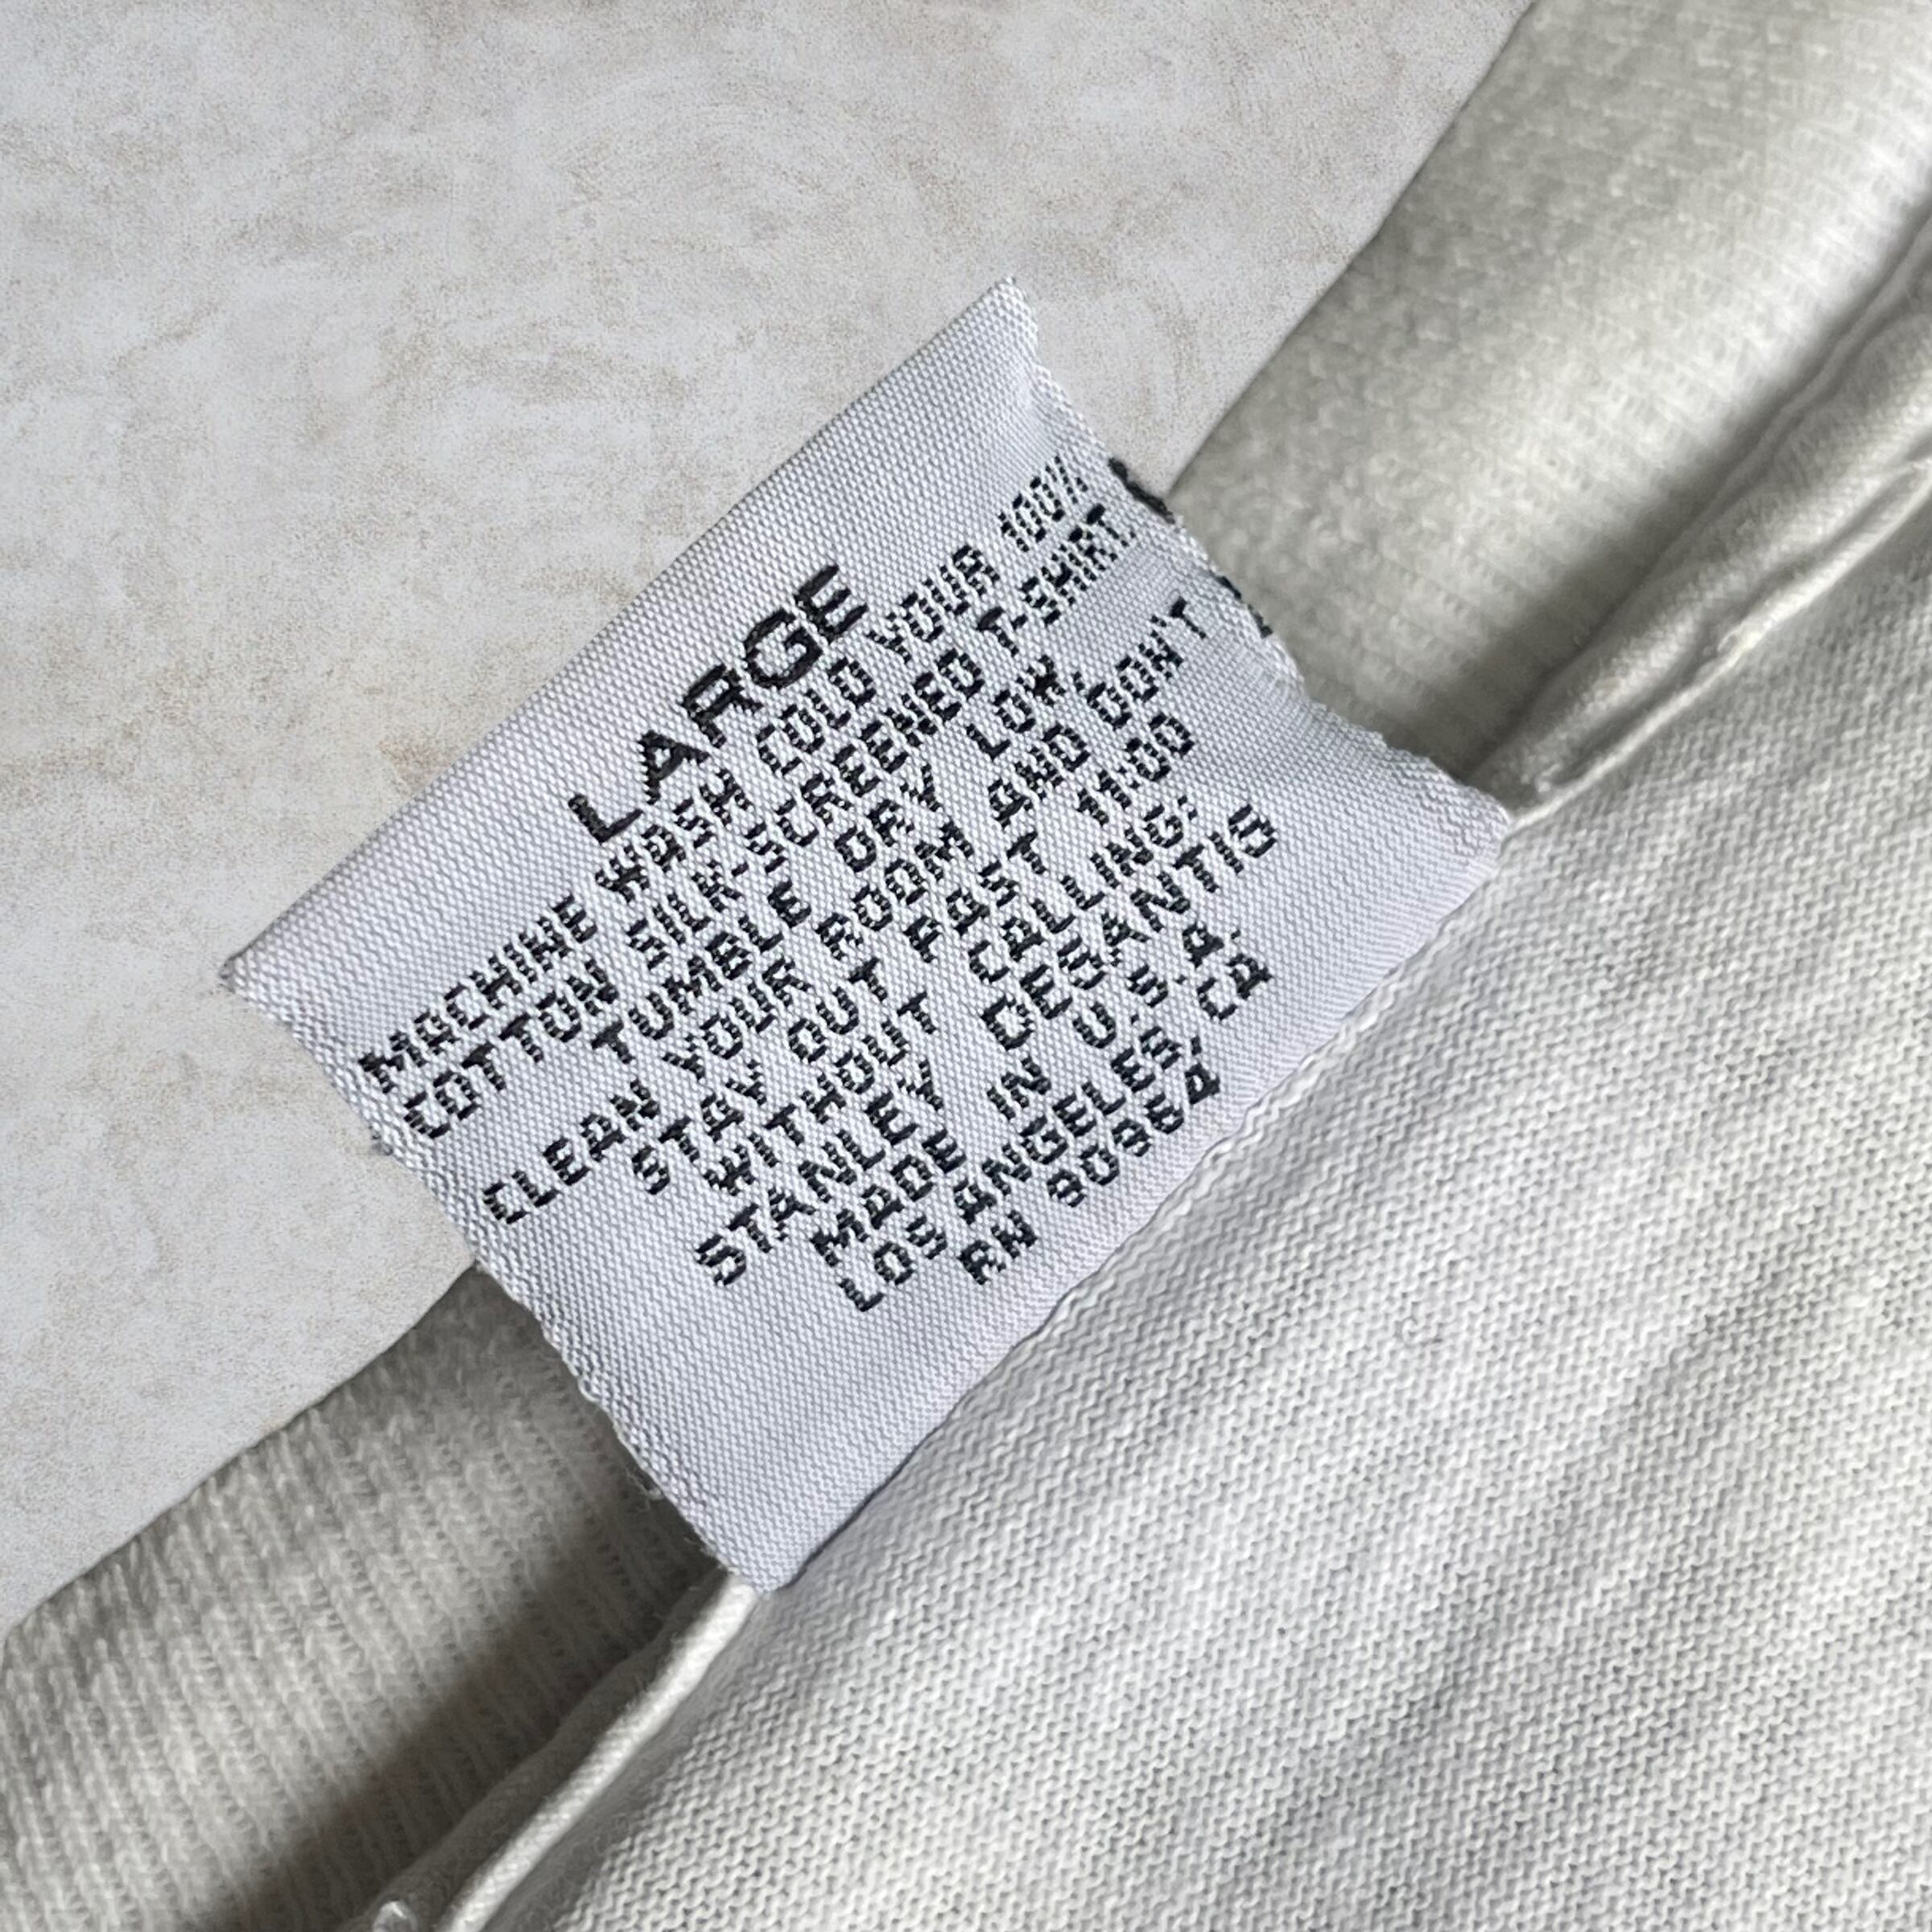 LARGE
MACHINE WASH COLD YOUR 100%
COTTON SILK-SCREENED T-SHIRT.
TUMBLE DRY LOW,
CLEAN YOUR ROOM AND DON'T
STAY OUT PAST 11:00
WITHOUT CALLING:
STANLEY DESANTIS
MADE IN U.S.A.
LOS ANGELES, CA
RN 90964